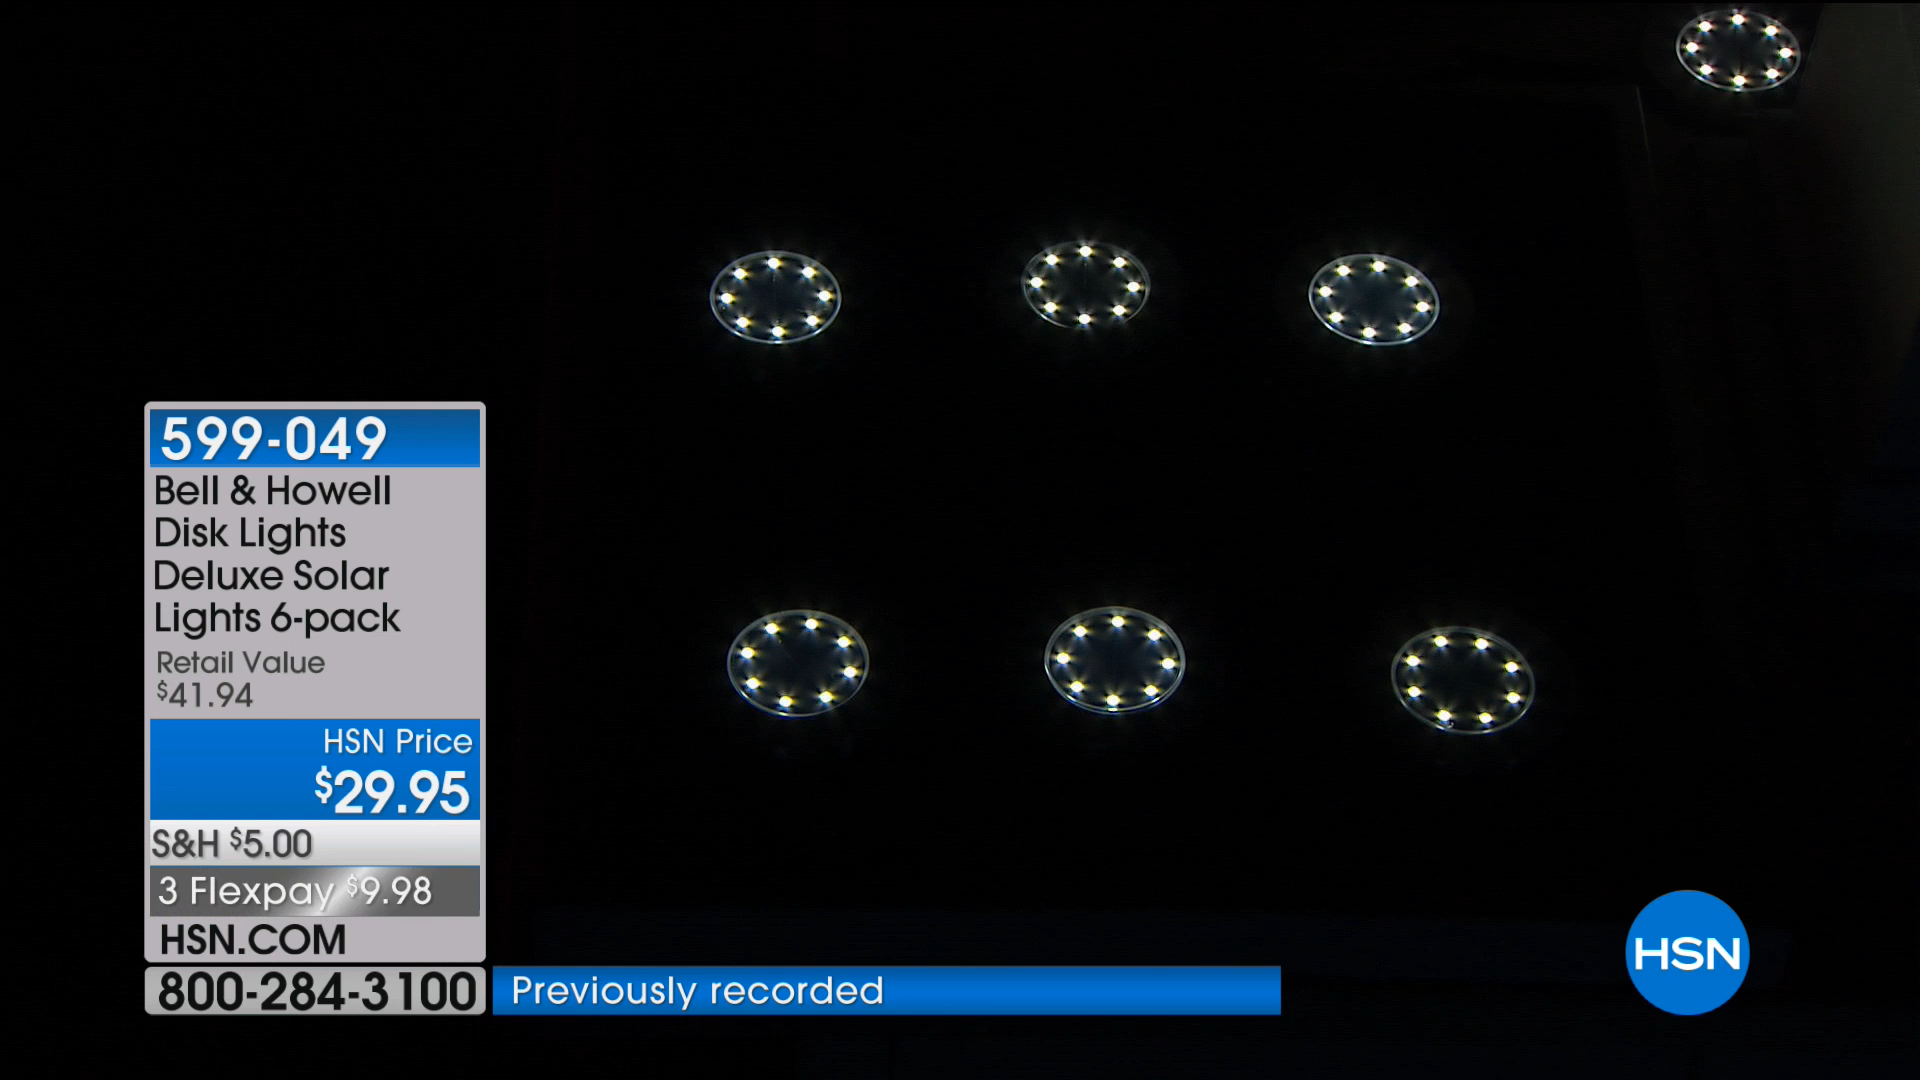 599-049
Bell & Howell
Disk Lights
Deluxe Solar
Lights 6-pack
Retail Value
$41.94
HSN Price
$29.95
S&H $5.00
3 Flexpay $9.98
HSN.COM
800-284-3100
Previously recorded
HSN